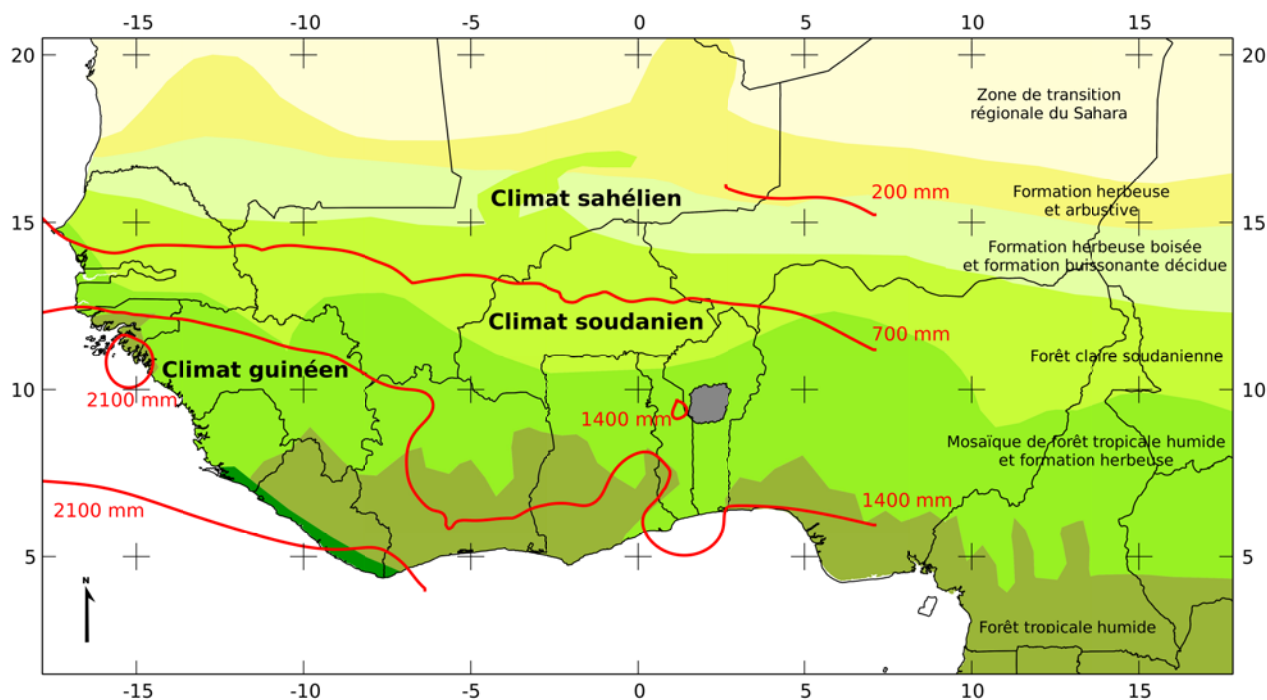 -15 -10 -5 0 5 10 15
20 20
Zone de transition
régionale du Sahara
200 mm
Formation herbeuse
et arbustive
Climat sahélien
15 15
Formation herbeuse boisée
et formation buissonante décidue
Climat soudanien
700 mm
Forêt claire soudanienne
Climat guinéen
10 10
2100 mm
1400 mm
Mosaïque de forêt tropicale humide
et formation herbeuse
2100 mm
1400 mm
5 5
N
Forêt tropicale humide
-15 -10 -5 0 5 10 15